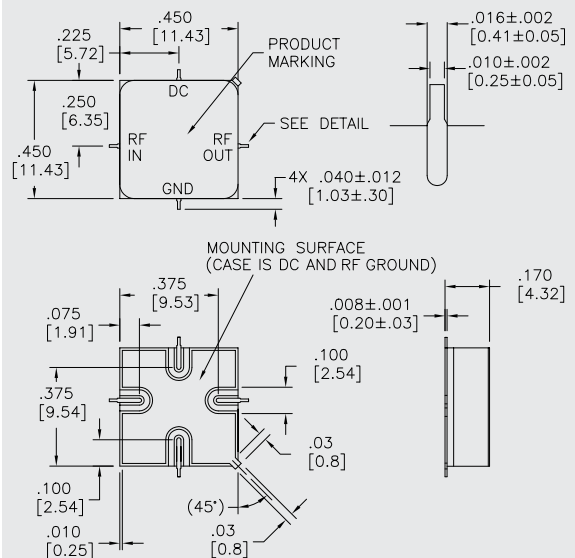 .450
[11.43]
.225
[5.72]
PRODUCT
MARKING
.016±.002
[0.41±0.05]
.010±.002
[0.25±0.05]
DC
.250
[6.35]
.450
[11.43]
RF
IN
RF
OUT
SEE DETAIL
GND
4X .040±.012
[1.03±.30]
MOUNTING SURFACE
(CASE IS DC AND RF GROUND)
.375
[9.53]
.170
[4.32]
.075
[1.91]
.008±.001
[0.20±.03]
.100
[2.54]
.375
[9.54]
.03
[0.8]
.100
[2.54]
(45°)
.010
[0.25]
.03
[0.8]